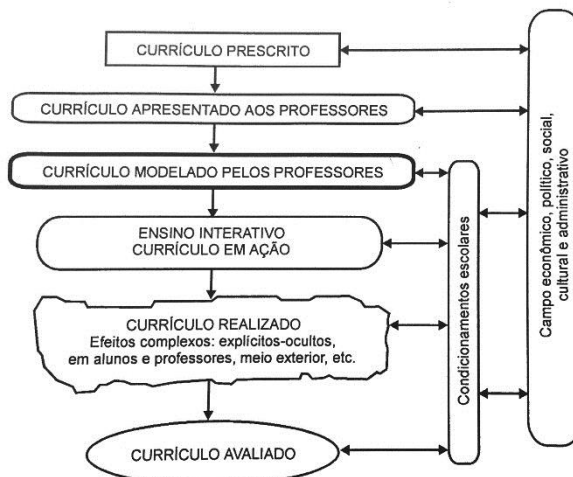 CURRÍCULO PRESCRITO
CURRÍCULO APRESENTADO AOS PROFESSORES
CURRÍCULO MODELADO PELOS PROFESSORES
ENSINO INTERATIVO
CURRÍCULO EM AÇÃO
CURRÍCULO REALIZADO
Efeitos complexos: explícitos-ocultos,
em alunos e professores, meio exterior, etc.
CURRÍCULO AVALIADO
Condicionamentos escolares
Campo econômico, político, social,
cultural e administrativo